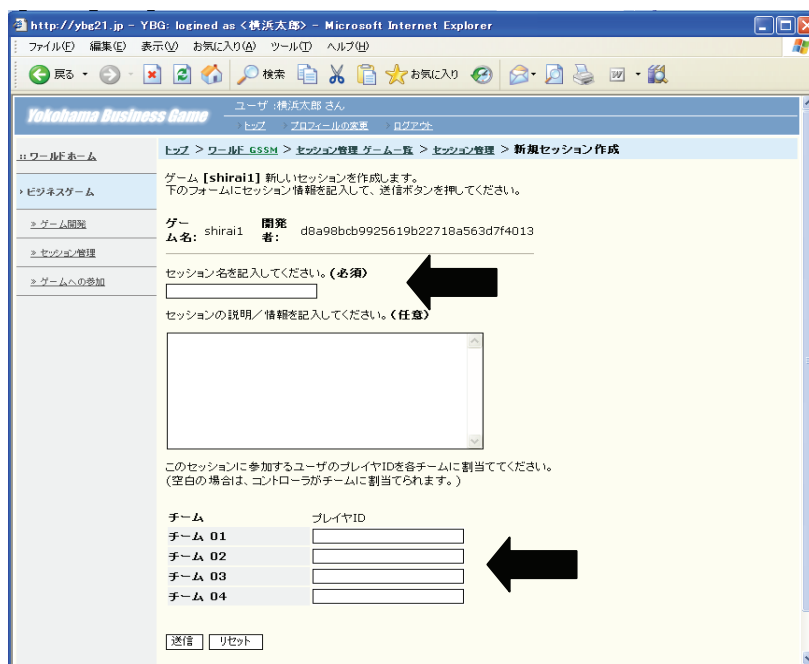 http://ybg21.jp - YBG: logined as <横浜太郎> - Microsoft Internet Explorer
ファイル(F) 編集(E) 表示(V) お気に入り(A) ツール(T) ヘルプ(H)
戻る 検索 お気に入り
Yokohama Business Game
ユーザ :横浜太郎 さん
トップ プロフィールの変更 ログアウト
:: ワールドホーム
› ビジネスゲーム
» ゲーム開発
» セッション管理
» ゲームへの参加
トップ > ワールド GSSM > セッション管理 ゲーム一覧 > セッション管理 > 新規セッション作成
ゲーム [shirai1] 新しいセッションを作成します。
下のフォームにセッション情報を記入して、送信ボタンを押してください。
ゲーム名: shirai1 開発者: d8a98bcb9925619b22718a563d7f4013
セッション名を記入してください。(必須)
セッションの説明／情報を記入してください。(任意)
このセッションに参加するユーザのプレイヤIDを各チームに割当ててください。
(空白の場合は、コントローラがチームに割当てられます。)
チーム プレイヤID
チーム 01
チーム 02
チーム 03
チーム 04
送信 リセット